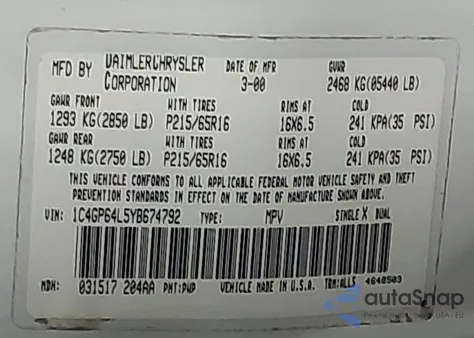 MFD BY DAIMLERCHRYSLER CORPORATION DATE OF MFR 3-00 GVWR 2468 KG(05440 LB)
GAWR FRONT WITH TIRES RIMS AT COLD
1293 KG(2850 LB) P215/65R16 16X6.5 241 KPA(35 PSI)
GAWR REAR WITH TIRES RIMS AT COLD
1248 KG(2750 LB) P215/65R16 16X6.5 241 KPA(35 PSI)
THIS VEHICLE CONFORMS TO ALL APPLICABLE FEDERAL MOTOR VEHICLE SAFETY AND THEFT
PREVENTION STANDARDS IN EFFECT ON THE DATE OF MANUFACTURE SHOWN ABOVE.
VIN: 1C4GP64L5YB674792 TYPE: MPV SINGLE X DUAL
MDH: 031517 204AA PNT:PWP VEHICLE MADE IN U.S.A. TRM:ALLS 4648503
autoSnap